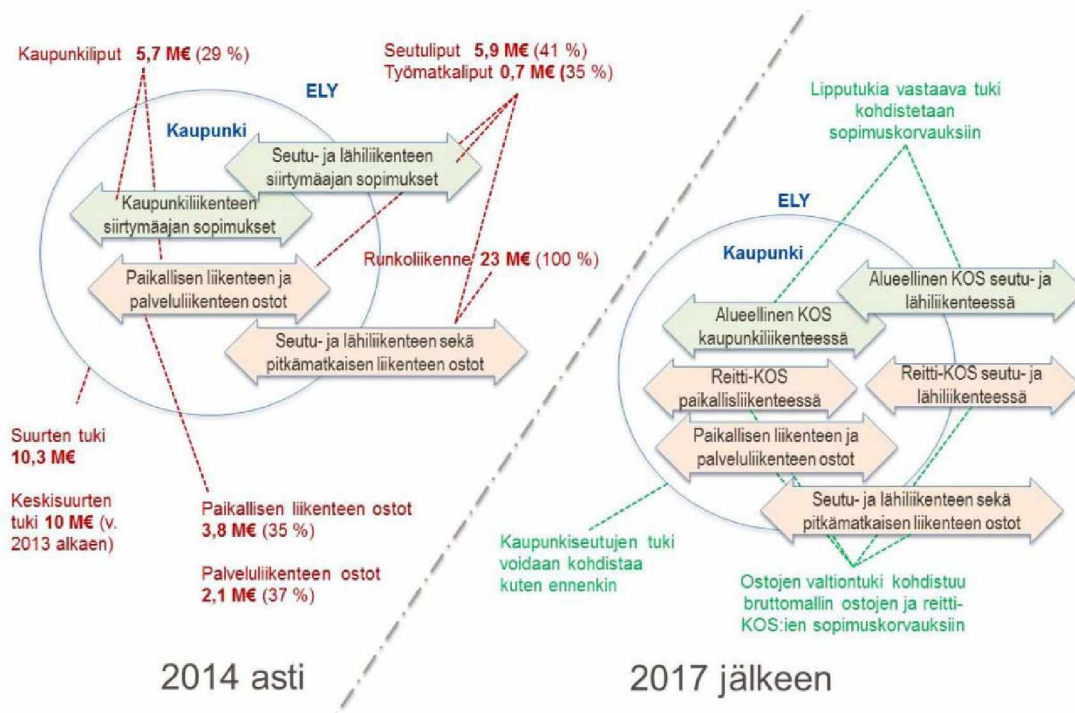 Kaupunkiliput 5,7 M€ (29 %)
Seutuliput 5,9 M€ (41 %)
Työmatkaliput 0,7 M€ (35 %)
ELY
Kaupunki
Seutu- ja lähiliikenteen
siirtymäajan sopimukset
Kaupunkiliikenteen
siirtymäajan sopimukset
Runkoliikenne 23 M€ (100 %)
Paikallisen liikenteen ja
palveluliikenteen ostot
Seutu- ja lähiliikenteen sekä
pitkämatkaisen liikenteen ostot
Suurten tuki
10,3 M€
Keskisuurten
tuki 10 M€ (v.
2013 alkaen)
Paikallisen liikenteen ostot
3,8 M€ (35 %)
Palveluliikenteen ostot
2,1 M€ (37 %)
2014 asti
Lipputukia vastaava tuki
kohdistetaan
sopimuskorvauksiin
ELY
Kaupunki
Alueellinen KOS seutu- ja
lähiliikenteessä
Alueellinen KOS
kaupunkiliikenteessä
Reitti-KOS
paikallisliikenteessä
Reitti-KOS seutu- ja
lähiliikenteessä
Paikallisen liikenteen ja
palveluliikenteen ostot
Seutu- ja lähiliikenteen sekä
pitkämatkaisen liikenteen ostot
Kaupunkiseutujen tuki
voidaan kohdistaa
kuten ennenkin
Ostojen valtiontuki kohdistuu
bruttomallin ostojen ja reitti-
KOS:ien sopimuskorvauksiin
2017 jälkeen